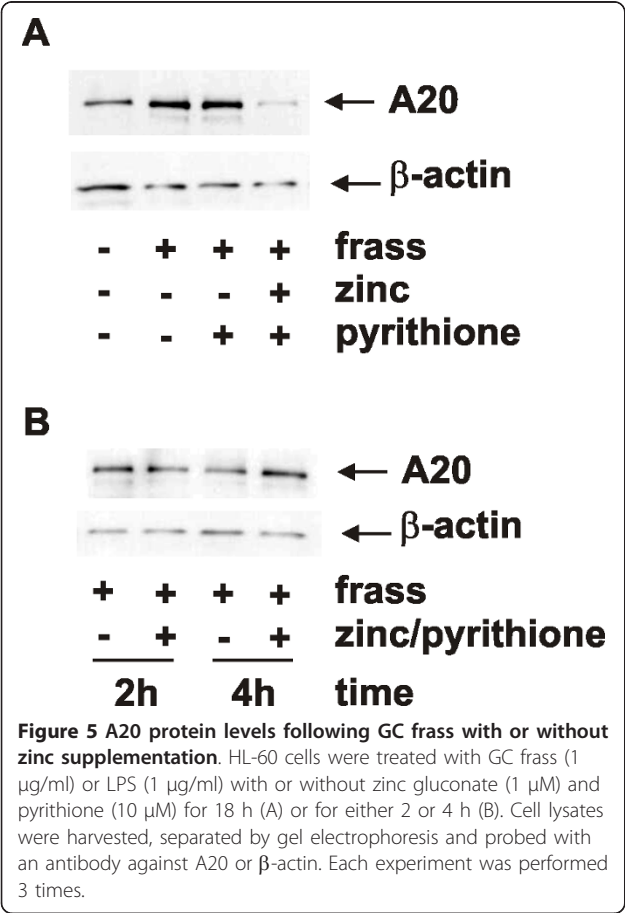 A
A20
β-actin
- + + + frass
- - - + zinc
- - + + pyrithione
B
A20
β-actin
+ + + + frass
- + - + zinc/pyrithione
2h 4h time
Figure 5 A20 protein levels following GC frass with or without
zinc supplementation. HL-60 cells were treated with GC frass (1
μg/ml) or LPS (1 μg/ml) with or without zinc gluconate (1 μM) and
pyrithione (10 μM) for 18 h (A) or for either 2 or 4 h (B). Cell lysates
were harvested, separated by gel electrophoresis and probed with
an antibody against A20 or β-actin. Each experiment was performed
3 times.